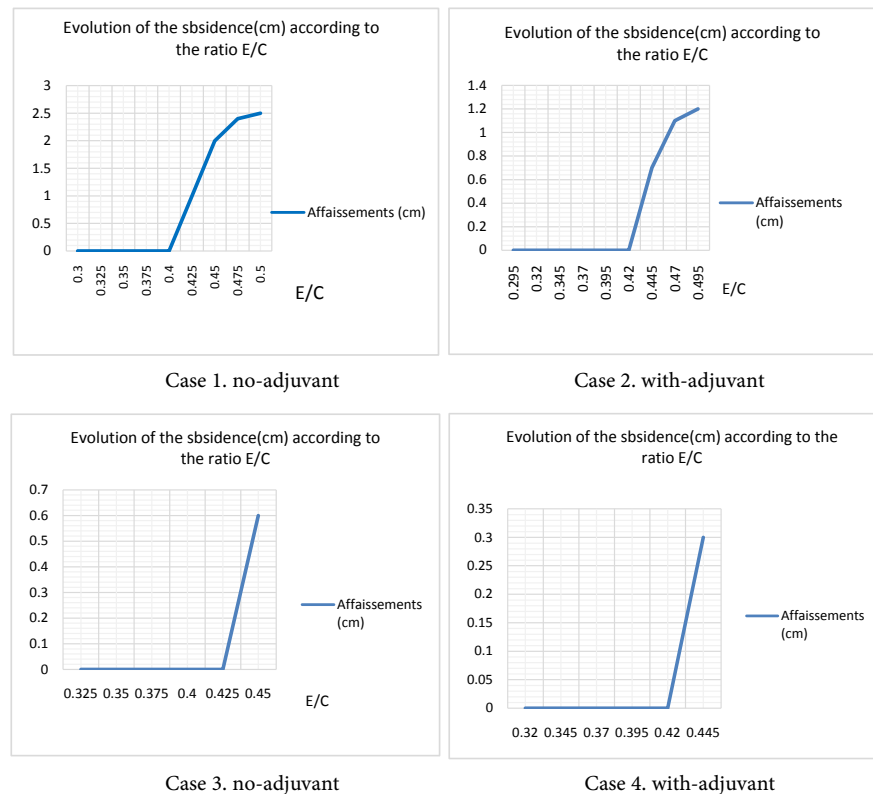 Evolution of the sbsidence(cm) according to
the ratio E/C
3
2.5
2
1.5
1
0.5
0
0.3
0.325
0.35
0.375
0.4
0.425
0.45
0.475
0.5
E/C
Affaissements (cm)
Case 1. no-adjuvant
Evolution of the sbsidence(cm) according to
the ratio E/C
1.4
1.2
1
0.8
0.6
0.4
0.2
0
0.295
0.32
0.345
0.37
0.395
0.42
0.445
0.47
0.495
E/C
Affaissements
(cm)
Case 2. with-adjuvant
Evolution of the sbsidence(cm) according to
the ratio E/C
0.7
0.6
0.5
0.4
0.3
0.2
0.1
0
0.325 0.35 0.375 0.4 0.425 0.45
E/C
Affaissements
(cm)
Case 3. no-adjuvant
Evolution of the sbsidence(cm) according to the
ratio E/C
0.35
0.3
0.25
0.2
0.15
0.1
0.05
0
0.32 0.345 0.37 0.395 0.42 0.445
Affaissements
(cm)
Case 4. with-adjuvant